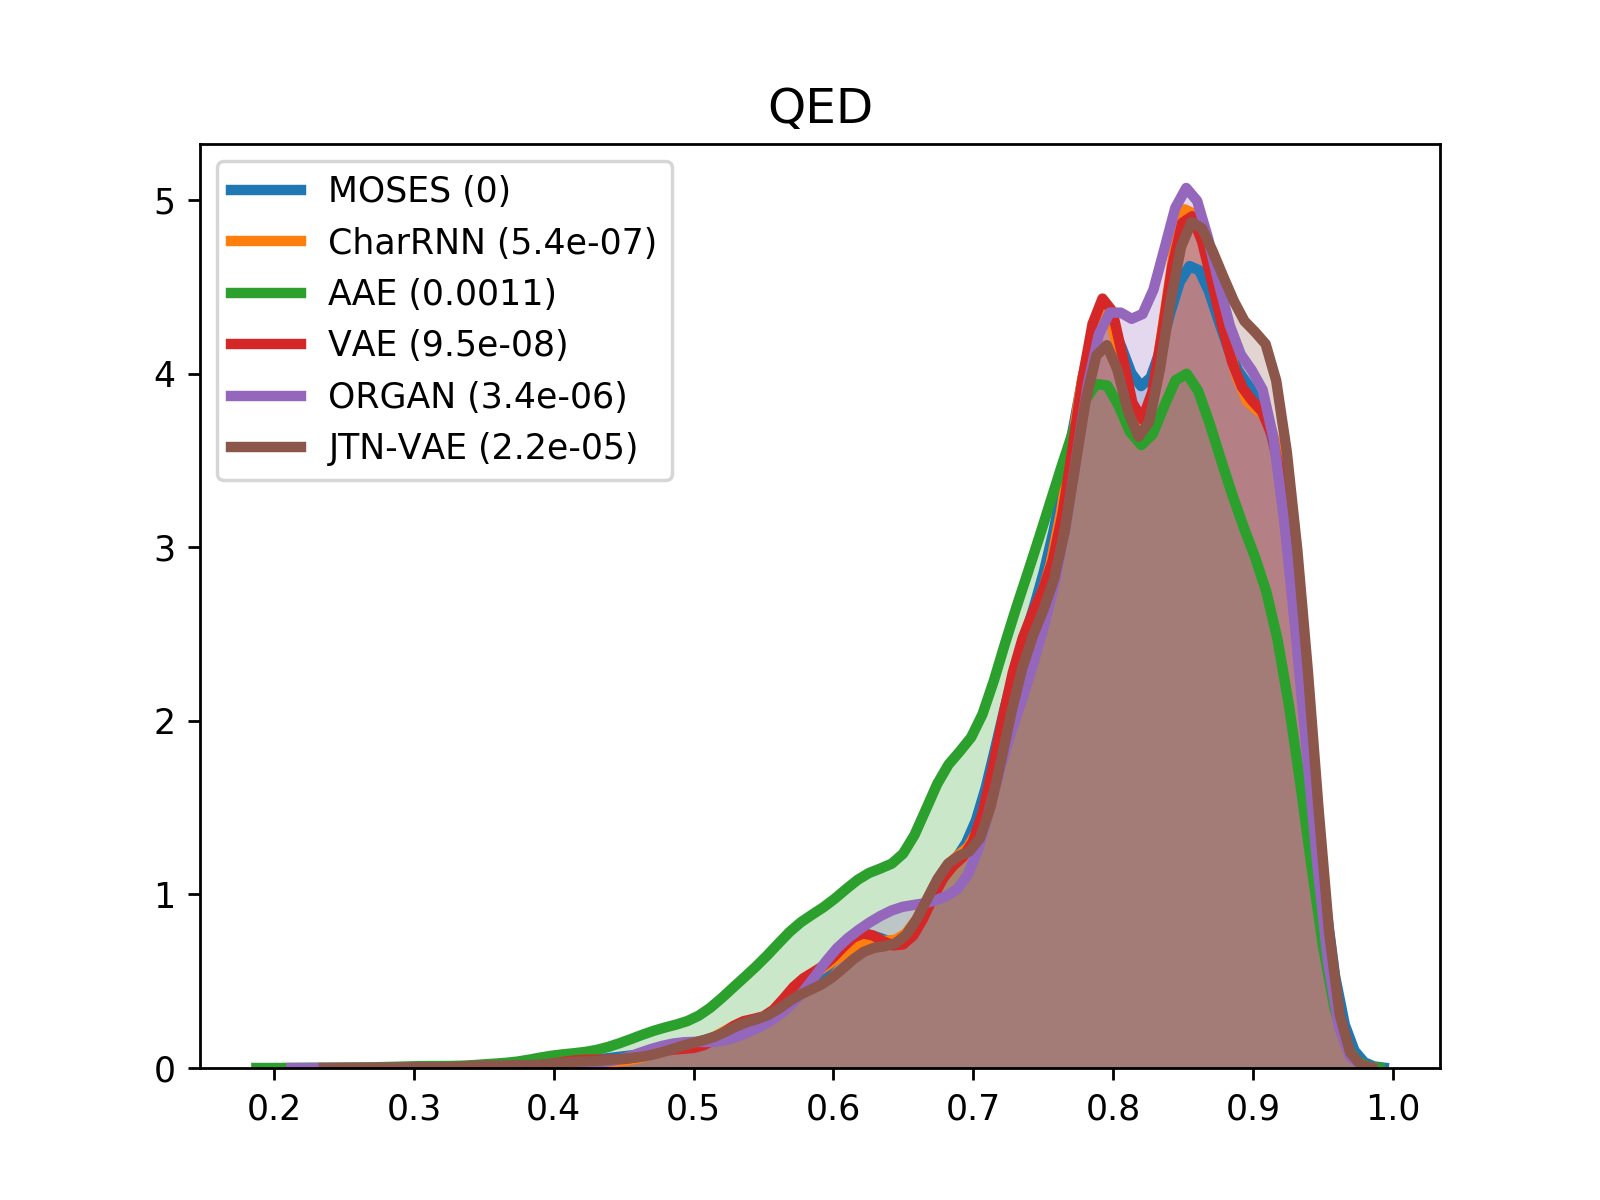 QED
MOSES (0)
CharRNN (5.4e-07)
AAE (0.0011)
VAE (9.5e-08)
ORGAN (3.4e-06)
JTN-VAE (2.2e-05)
5
4
3
2
1
0
0.2 0.3 0.4 0.5 0.6 0.7 0.8 0.9 1.0